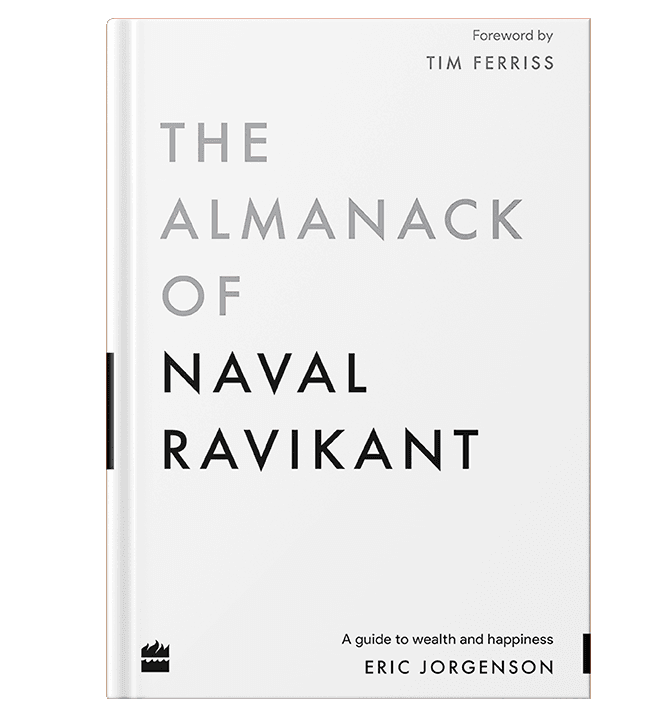 Foreword by
TIM FERRISS
THE
ALMANACK
OF
NAVAL
RAVIKANT
A guide to wealth and happiness
ERIC JORGENSON